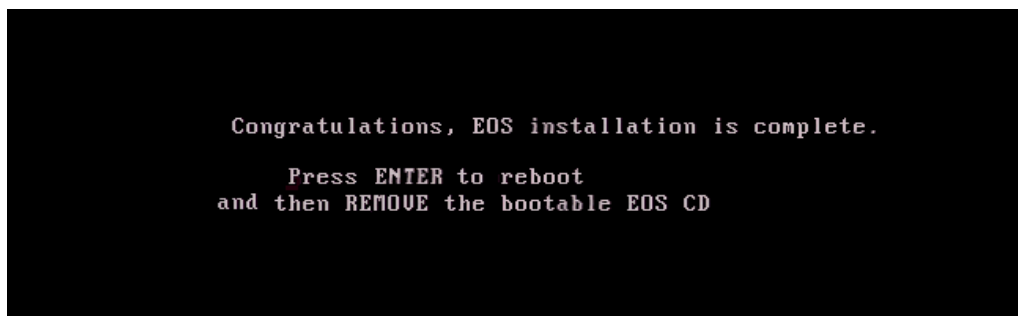 Congratulations, EOS installation is complete.
Press ENTER to reboot
and then REMOVE the bootable EOS CD